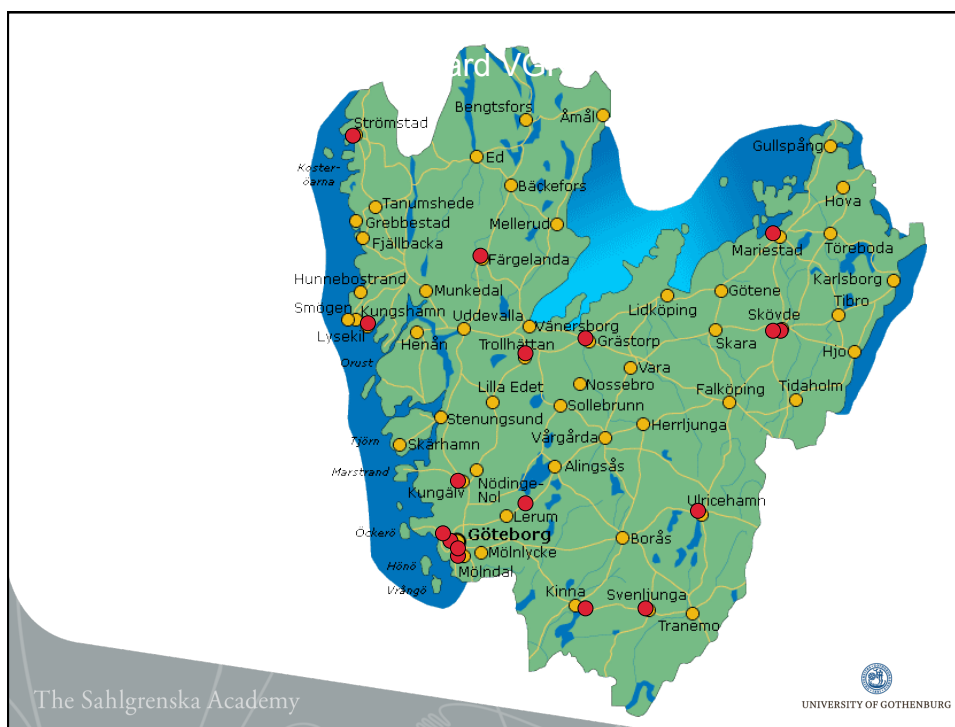 ård VGR
Bengtsfors
Åmål
Strömstad
Gullspång
Ed
Koster-
öarna
Bäckefors
Hova
Tanumshede
Grebbestad
Mellerud
Fjällbacka
Mariestad
Töreboda
Färgelanda
Karlsborg
Hunnebostrand
Munkedal
Lidköping
Götene
Tibro
Smögen
Kungshamn
Uddevalla
Vänersborg
Skövde
Lysekil
Henån
Trollhättan
Grästorp
Skara
Hjo
Orust
Vara
Lilla Edet
Nossebro
Falköping
Tidaholm
Sollebrunn
Stenungsund
Herrljunga
Tjörn
Skärhamn
Vårgårda
Marstrand
Alingsås
Kungälv
Nödinge-
Nol
Ulricehamn
Lerum
Öckerö
Göteborg
Borås
Hönö
Mölnlycke
Mölndal
Vrångö
Kinna
Svenljunga
Tranemo
The Sahlgrenska Academy
UNIVERSITY OF GOTHENBURG